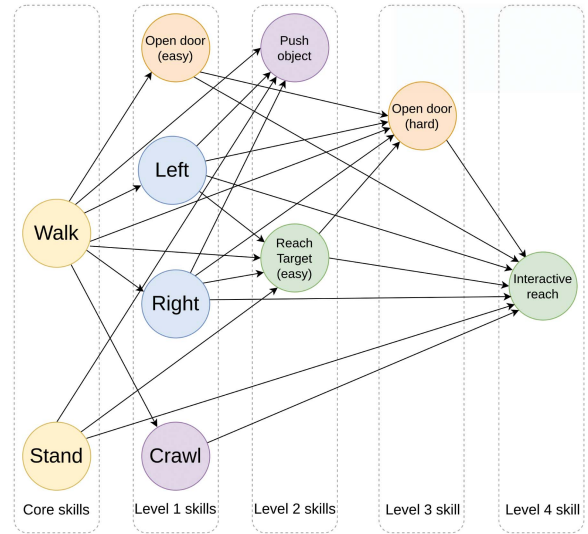 Open door
(easy)
Push
object
Open door
(hard)
Left
Walk
Reach
Target
(easy)
Right
Interactive
reach
Stand
Crawl
Core skills
Level 1 skills
Level 2 skills
Level 3 skill
Level 4 skill